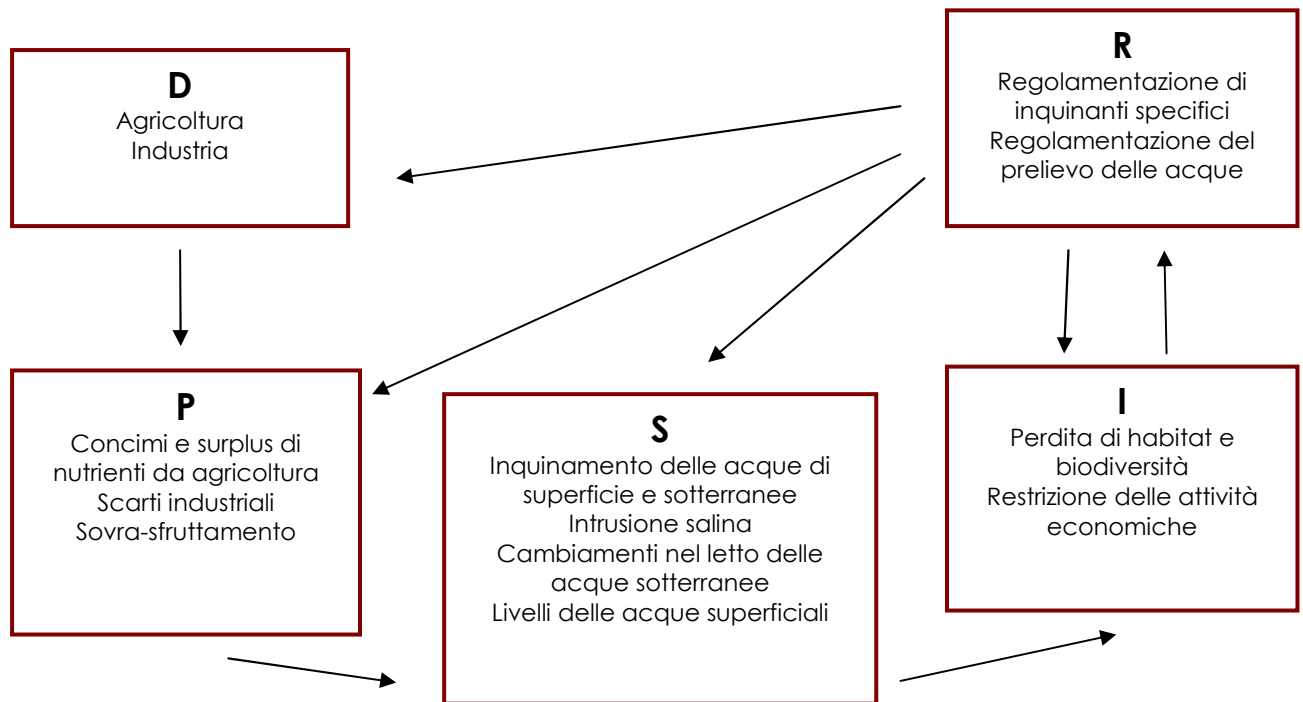 D
Agricoltura
Industria
R
Regolamentazione di
inquinanti specifici
Regolamentazione del
prelievo delle acque
P
Concimi e surplus di
nutrienti da agricoltura
Scarti industriali
Sovra-sfruttamento
S
Inquinamento delle acque di
superficie e sotterranee
Intrusione salina
Cambiamenti nel letto delle
acque sotterranee
Livelli delle acque superficiali
I
Perdita di habitat e
biodiversità
Restrizione delle attività
economiche